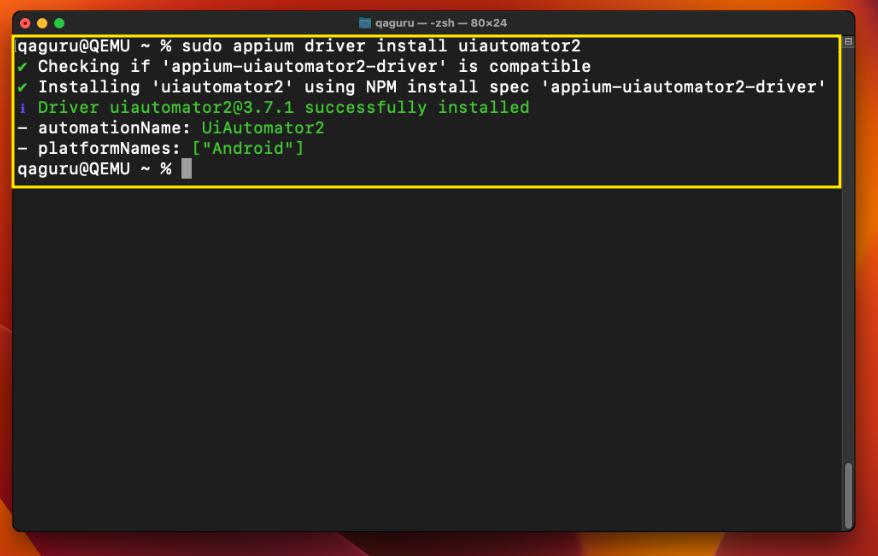 qaguru — -zsh — 80×24
qaguru@QEMU ~ % sudo appium driver install uiautomator2
✔ Checking if 'appium-uiautomator2-driver' is compatible
✔ Installing 'uiautomator2' using NPM install spec 'appium-uiautomator2-driver'
ℹ Driver uiautomator2@3.7.1 successfully installed
– automationName: UiAutomator2
– platformNames: ["Android"]
qaguru@QEMU ~ %